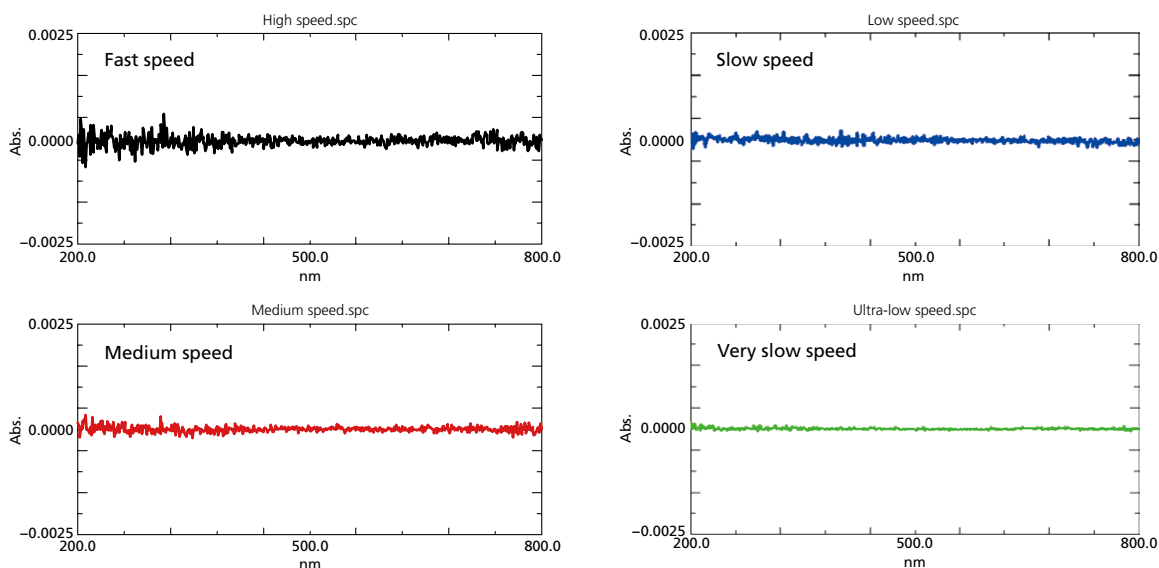 High speed.spc
0.0025
Fast speed
Abs.
0.0000
−0.0025
200.0 500.0 800.0
nm
Low speed.spc
0.0025
Slow speed
Abs.
0.0000
−0.0025
200.0 500.0 800.0
nm
Medium speed.spc
0.0025
Medium speed
Abs.
0.0000
−0.0025
200.0 500.0 800.0
nm
Ultra-low speed.spc
0.0025
Very slow speed
Abs.
0.0000
−0.0025
200.0 500.0 800.0
nm